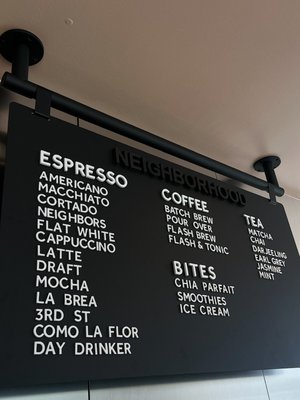 NEIGHBORHOOD
ESPRESSO
AMERICANO
MACCHIATO
CORTADO
NEIGHBORS
FLAT WHITE
CAPPUCCINO
LATTE
DRAFT
MOCHA
LA BREA
3RD ST
COMO LA FLOR
DAY DRINKER
COFFEE
BATCH BREW
POUR OVER
FLASH BREW
FLASH & TONIC
BITES
CHIA PARFAIT
SMOOTHIES
ICE CREAM
TEA
MATCHA
CHAI
DARJEELING
EARL GREY
JASMINE
MINT